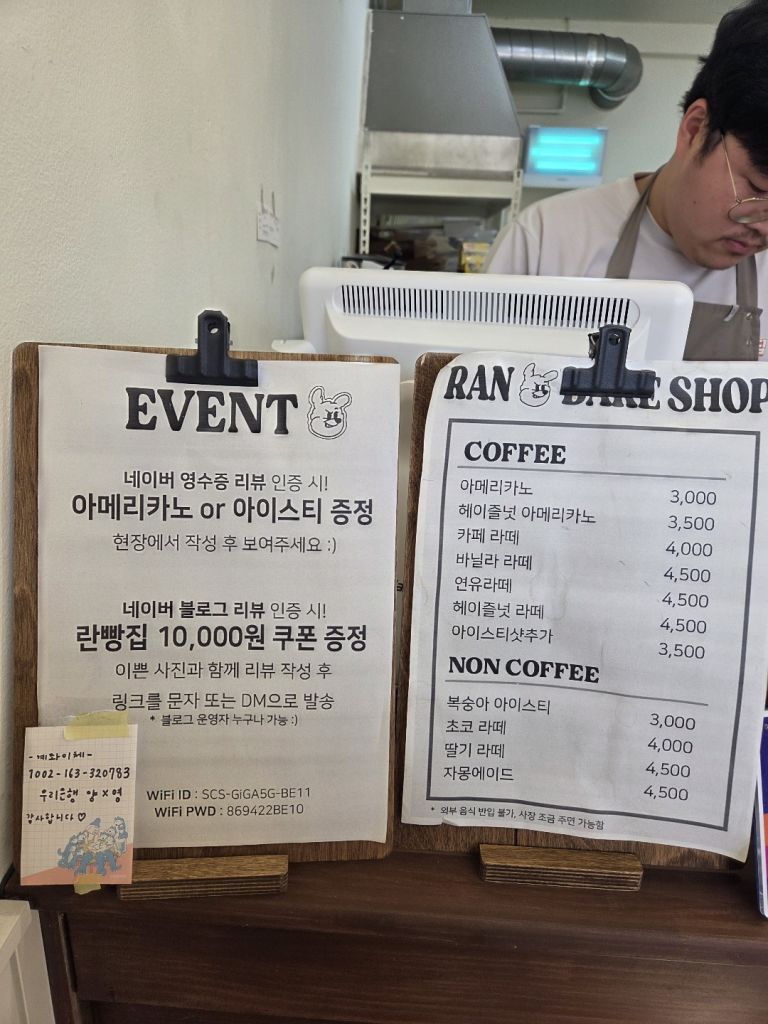 EVENT
네이버 영수증 리뷰 인증 시!
아메리카노 or 아이스티 증정
현장에서 작성 후 보여주세요 :)
네이버 블로그 리뷰 인증 시!
란빵집 10,000원 쿠폰 증정
이쁜 사진과 함께 리뷰 작성 후
링크를 문자 또는 DM으로 발송
* 블로그 운영자 누구나 가능 :)
WiFi ID : SCS-GiGA5G-BE11
WiFi PWD : 869422BE10
- 계좌이체 -
1002-163-320783
우리은행 양×영
감사합니다 ♡
RAN BAKE SHOP
COFFEE
아메리카노 3,000
헤이즐넛 아메리카노 3,500
카페 라떼 4,000
바닐라 라떼 4,500
연유라떼 4,500
헤이즐넛 라떼 4,500
아이스티샷추가 3,500
NON COFFEE
복숭아 아이스티 3,000
초코 라떼 4,000
딸기 라떼 4,500
자몽에이드 4,500
* 외부 음식 반입 불가, 사장 조금 주면 가능함